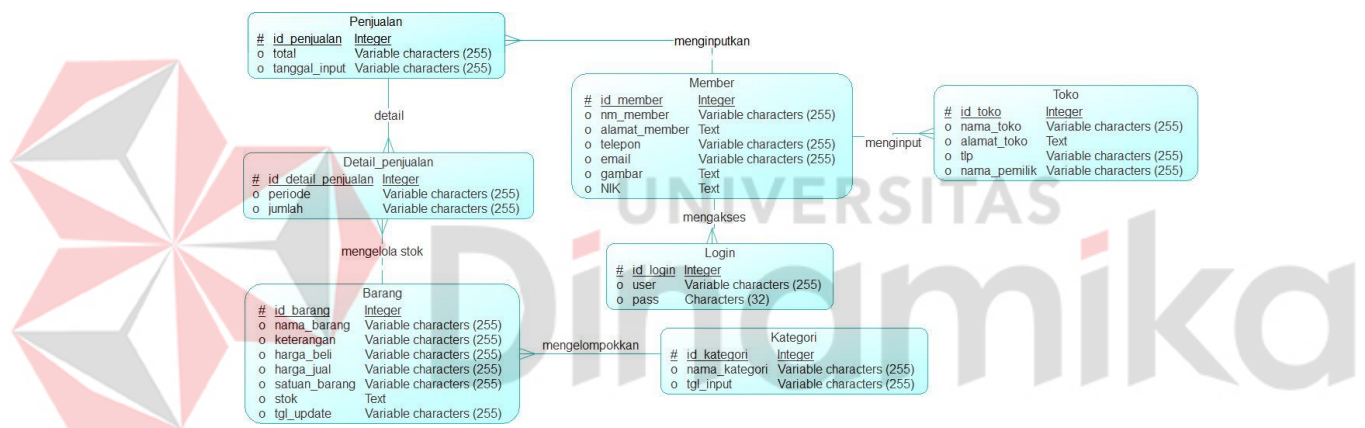 Penjualan
# id_penjualan Integer
o total Variable characters (255)
o tanggal_input Variable characters (255)
menginputkan
Member
# id_member Integer
o nm_member Variable characters (255)
o alamat_member Text
o telepon Variable characters (255)
o email Variable characters (255)
o gambar Text
o NIK Text
menginput
Toko
# id_toko Integer
o nama_toko Variable characters (255)
o alamat_toko Text
o tlp Variable characters (255)
o nama_pemilik Variable characters (255)
detail
Detail_penjualan
# id_detail_penjualan Integer
o periode Variable characters (255)
o jumlah Variable characters (255)
UNIVERSITAS
Dinamika
mengakses
Login
# id_login Integer
o user Variable characters (255)
o pass Characters (32)
mengelola stok
Barang
# id_barang Integer
o nama_barang Variable characters (255)
o keterangan Variable characters (255)
o harga_beli Variable characters (255)
o harga_jual Variable characters (255)
o satuan_barang Variable characters (255)
o stok Text
o tgl_update Variable characters (255)
mengelompokkan
Kategori
# id_kategori Integer
o nama_kategori Variable characters (255)
o tgl_input Variable characters (255)